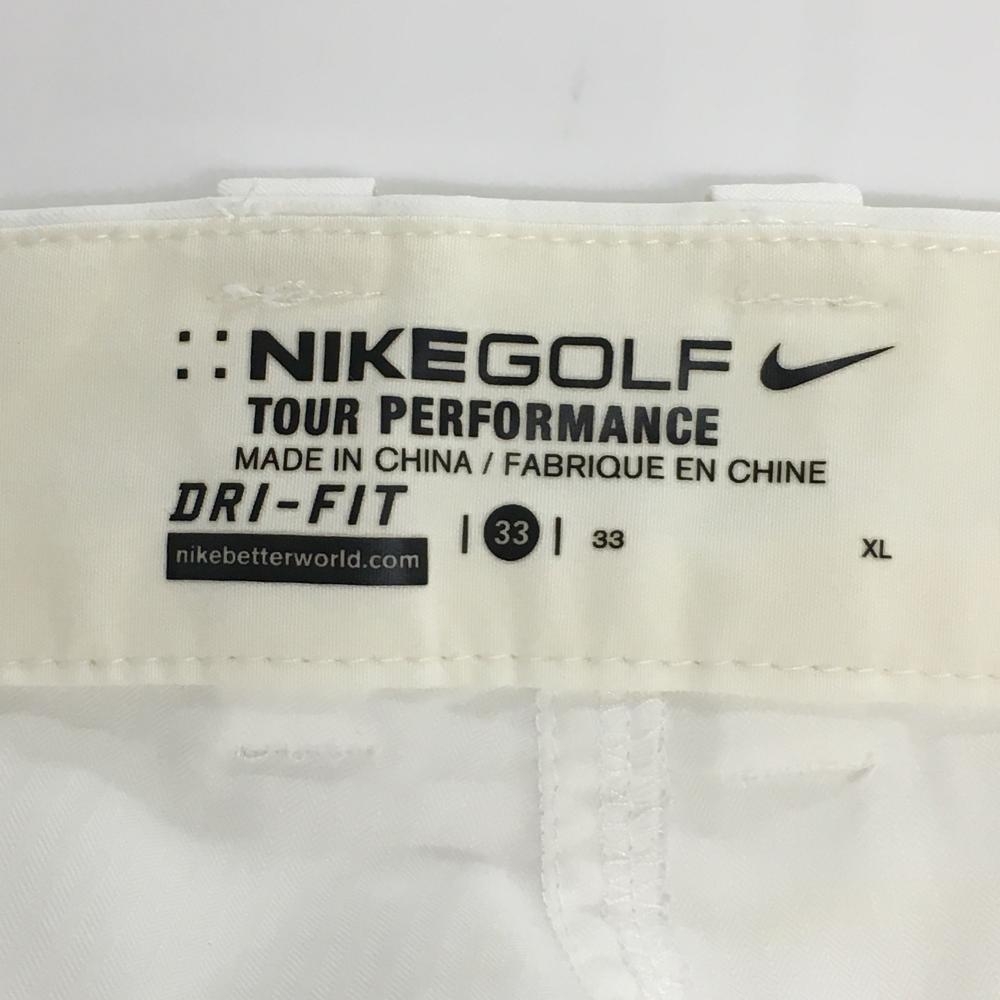 ::NIKEGOLF
TOUR PERFORMANCE
MADE IN CHINA / FABRIQUE EN CHINE
DRI-FIT
nikebetterworld.com
| 33 | 33 XL